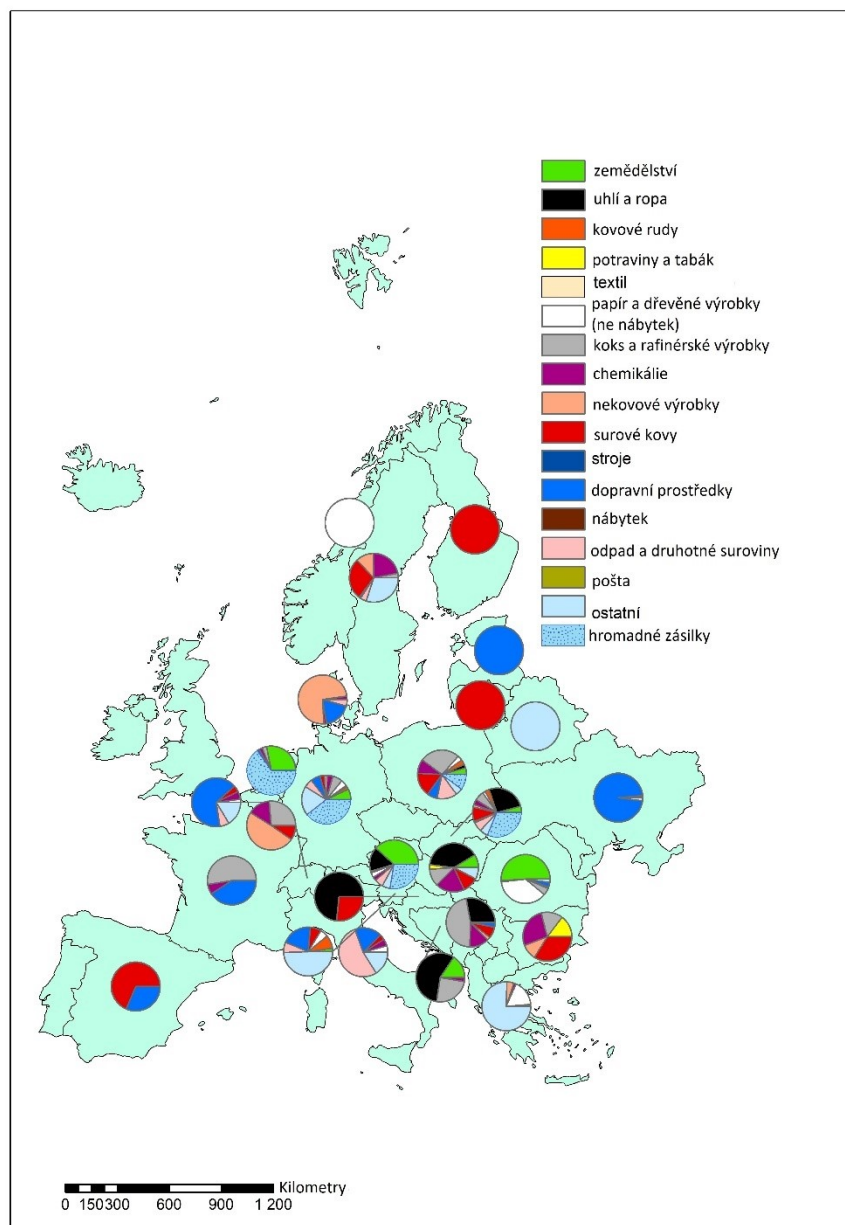 zemědělství
uhlí a ropa
kovové rudy
potraviny a tabák
textil
papír a dřevěné výrobky
(ne nábytek)
koks a rafinérské výrobky
chemikálie
nekovové výrobky
surové kovy
stroje
dopravní prostředky
nábytek
odpad a druhotné suroviny
pošta
ostatní
hromadné zásilky
Kilometry
0 150 300 600 900 1 200